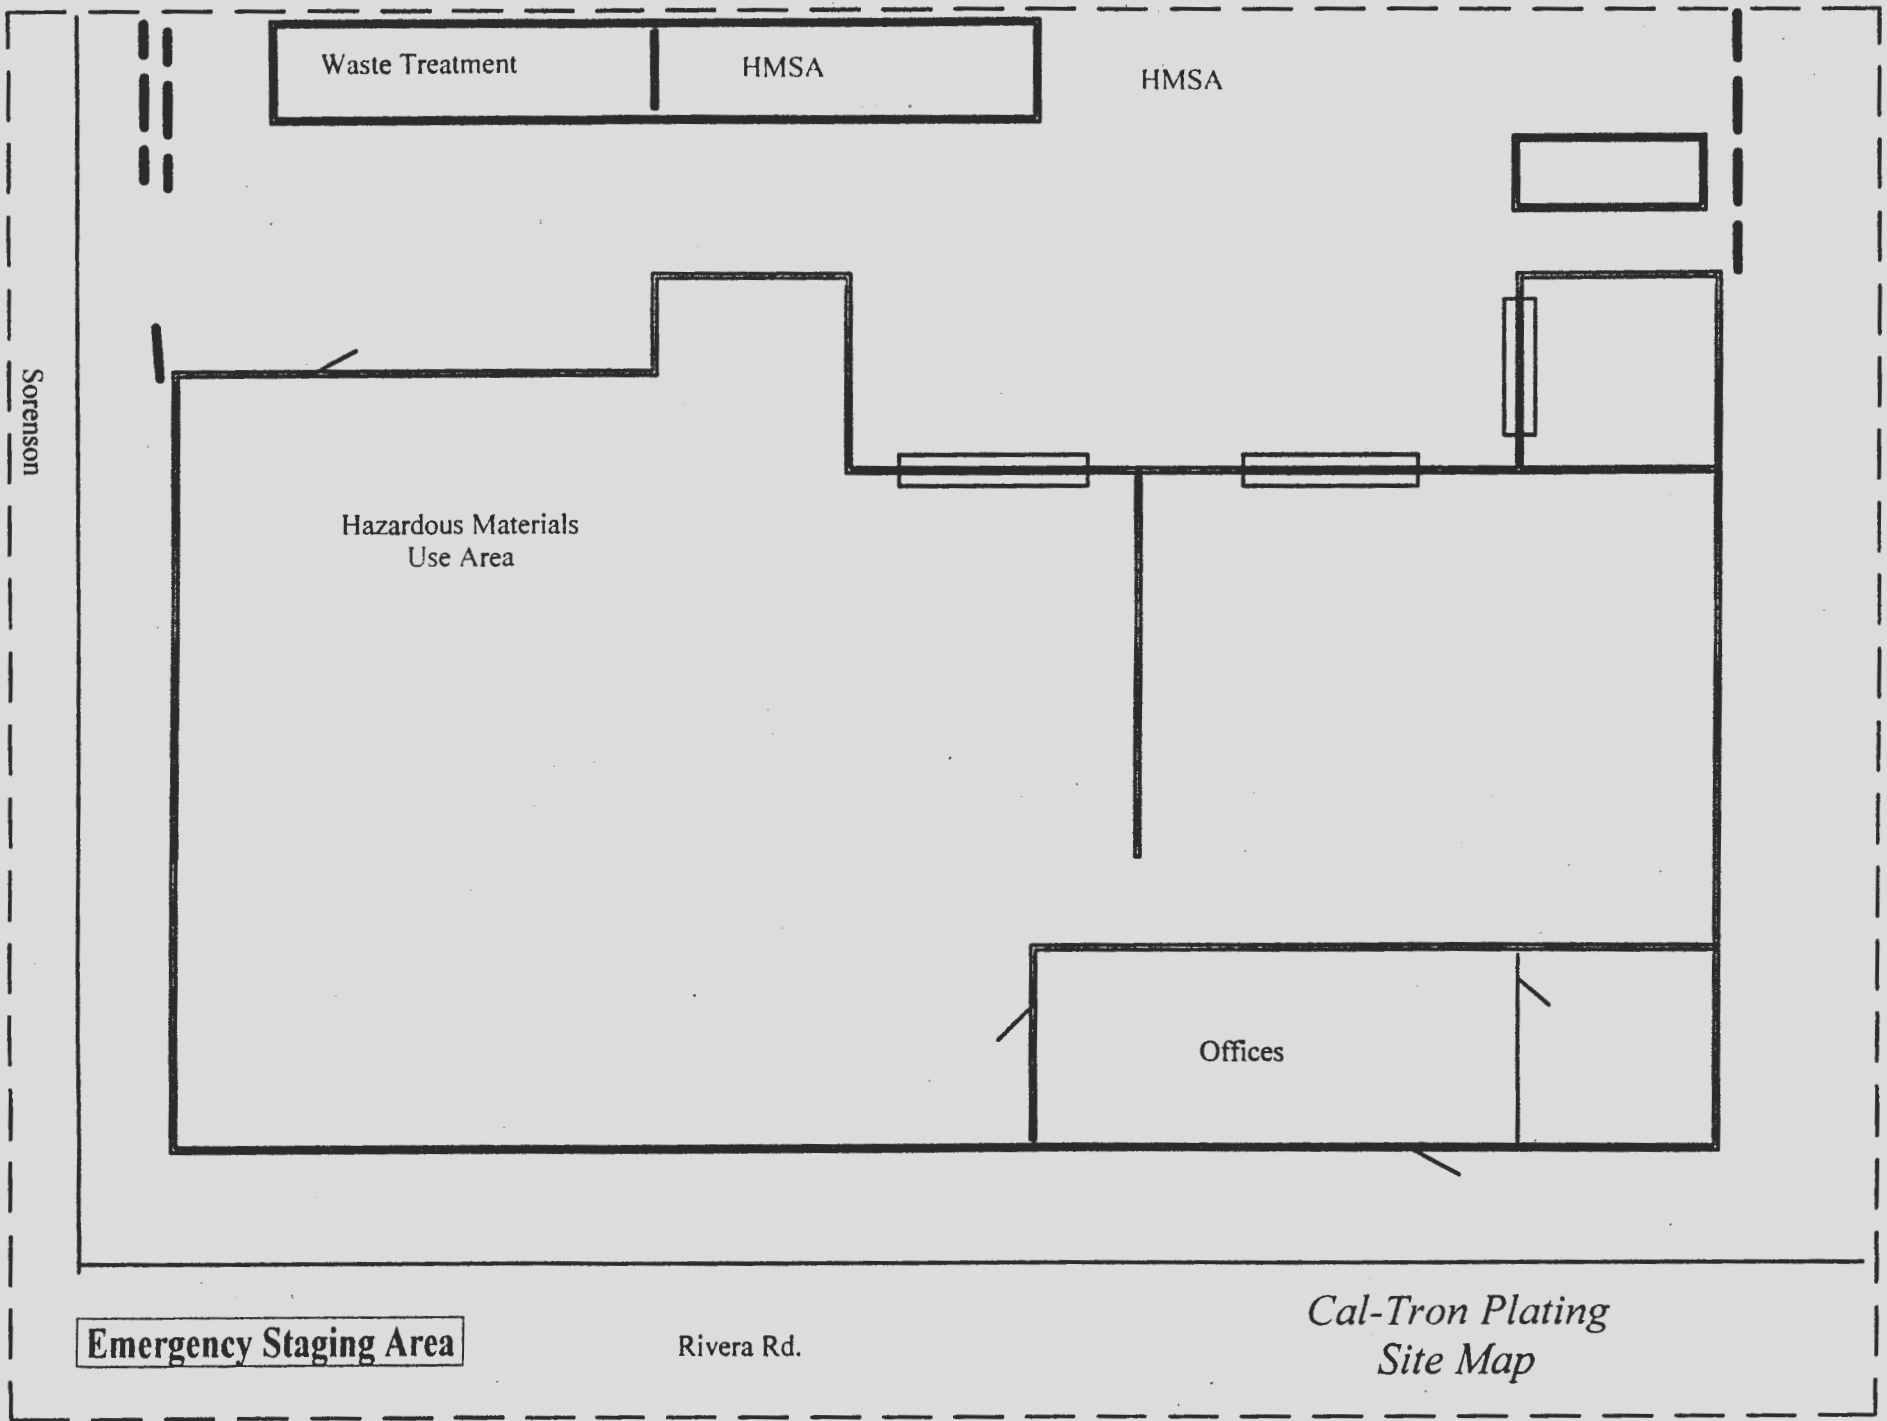 Waste Treatment
HMSA
HMSA
Sorenson
Hazardous Materials
Use Area
Offices
Emergency Staging Area
Rivera Rd.
Cal-Tron Plating
Site Map